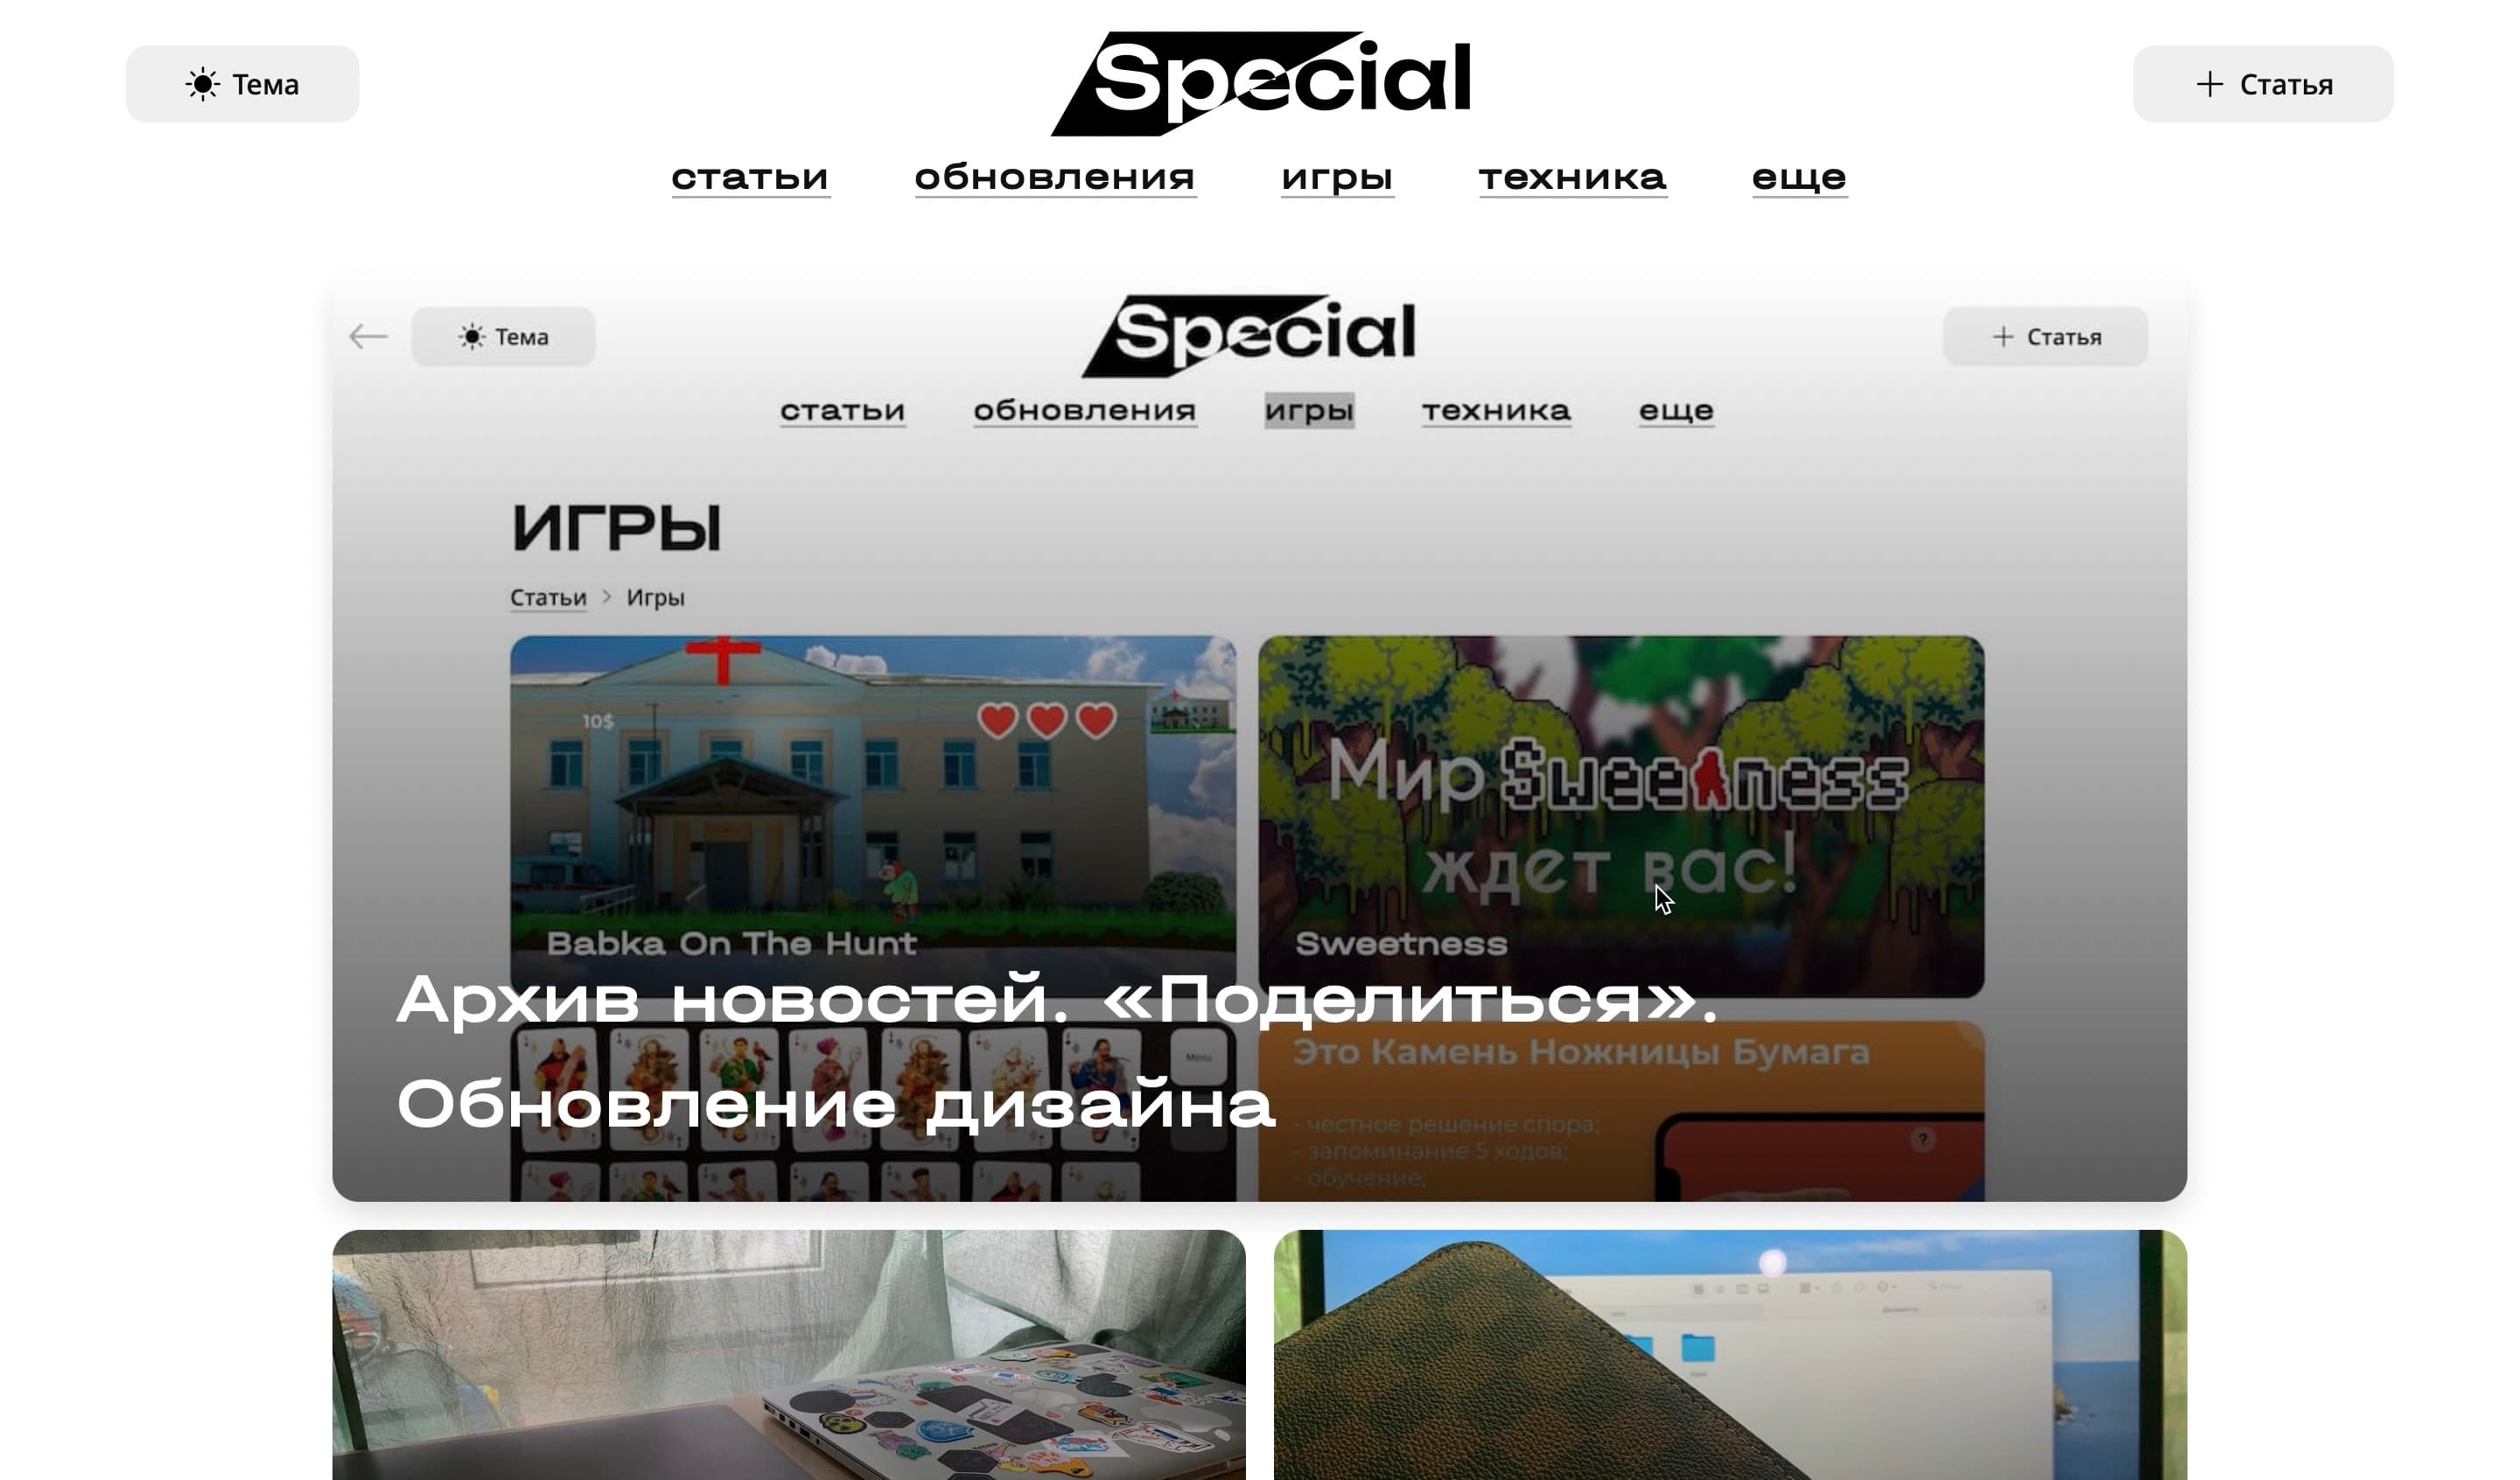 Тема
Special
Статья
статьи обновления игры техника еще
Тема
Special
Статья
статьи обновления игры техника еще
ИГРЫ
Статьи > Игры
10$
Мир Sweetness
ждет вас!
Babka On The Hunt
Sweetness
Архив новостей. «Поделиться».
Обновление дизайна
Menu
Это Камень Ножницы Бумага
- честное решение спора;
- запоминание 5 ходов;
- обучение;
?